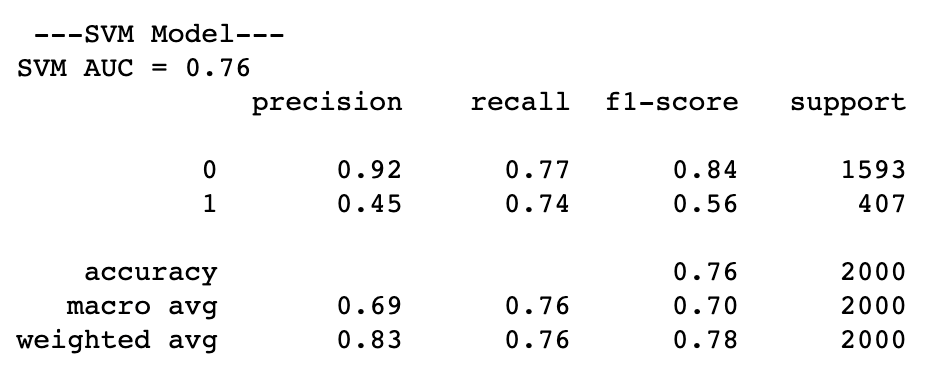 ---SVM Model---
SVM AUC = 0.76
precision recall f1-score support
0 0.92 0.77 0.84 1593
1 0.45 0.74 0.56 407
accuracy 0.76 2000
macro avg 0.69 0.76 0.70 2000
weighted avg 0.83 0.76 0.78 2000